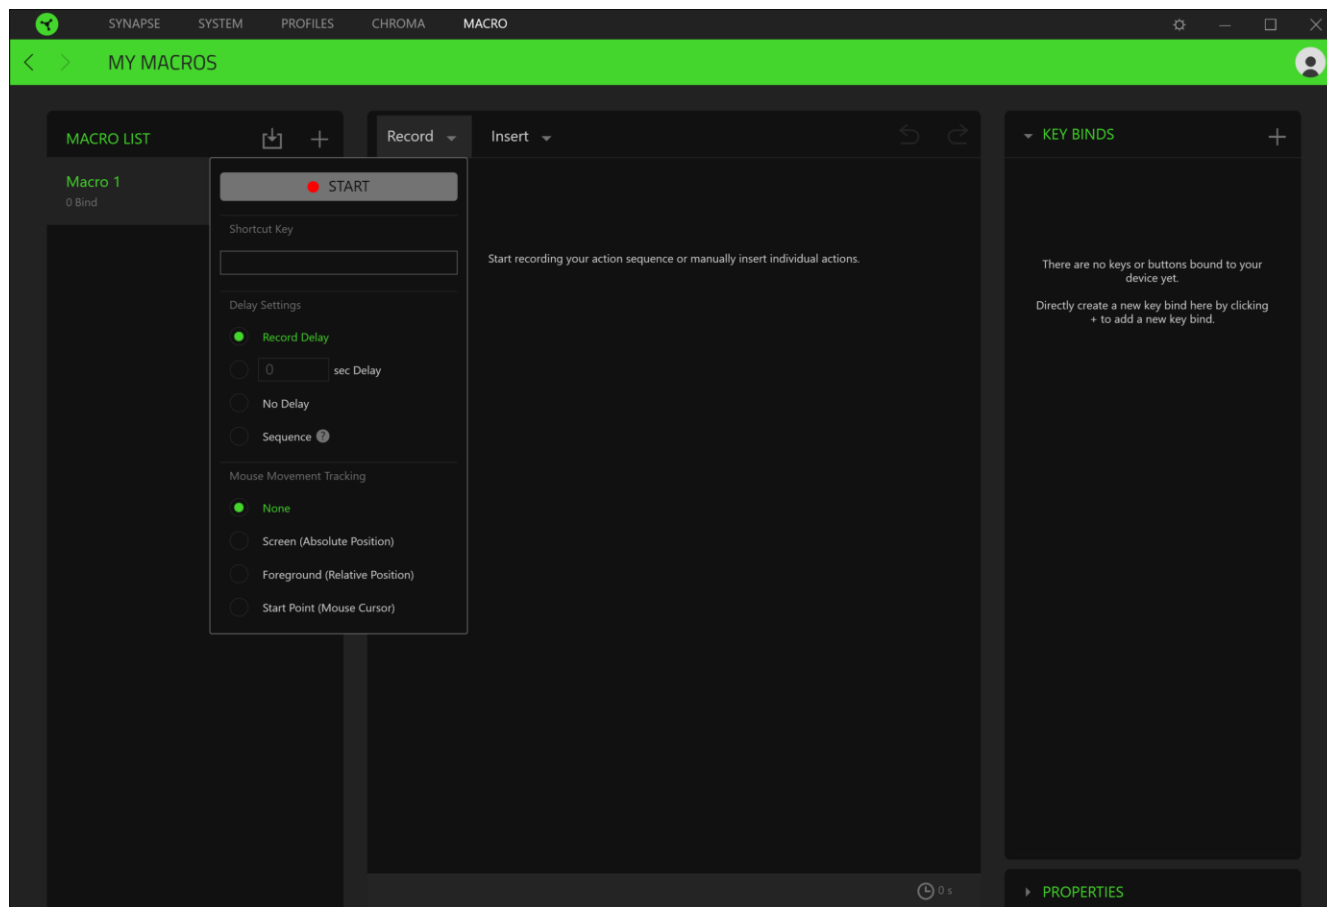 SYNAPSE SYSTEM PROFILES CHROMA MACRO
MY MACROS
MACRO LIST
Macro 1
0 Bind
Record
Insert
START
Shortcut Key
Delay Settings
Record Delay
0 sec Delay
No Delay
Sequence ?
Mouse Movement Tracking
None
Screen (Absolute Position)
Foreground (Relative Position)
Start Point (Mouse Cursor)
Start recording your action sequence or manually insert individual actions.
0 s
KEY BINDS
There are no keys or buttons bound to your
device yet.
Directly create a new key bind here by clicking
+ to add a new key bind.
PROPERTIES